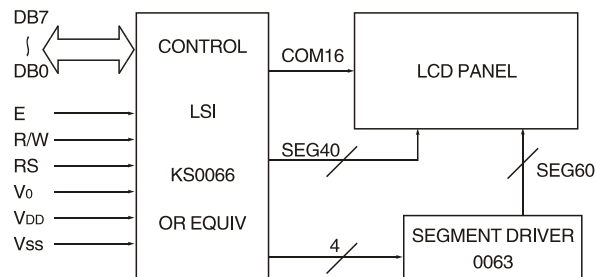 DB7
∫
DB0
E
R/W
RS
V0
VDD
Vss
CONTROL
LSI
KS0066
OR EQUIV
COM16
SEG40
4
LCD PANEL
SEG60
SEGMENT DRIVER
0063